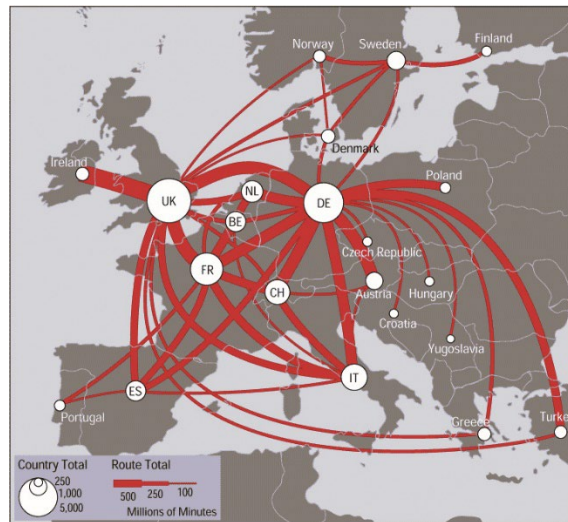 Norway
Sweden
Finland
Denmark
Ireland
UK
NL
DE
Poland
BE
Czech Republic
FR
CH
Austria
Hungary
Croatia
Yugoslavia
IT
ES
Portugal
Greece
Turke
Country Total
250
1,000
5,000
Route Total
500 250 100
Millions of Minutes